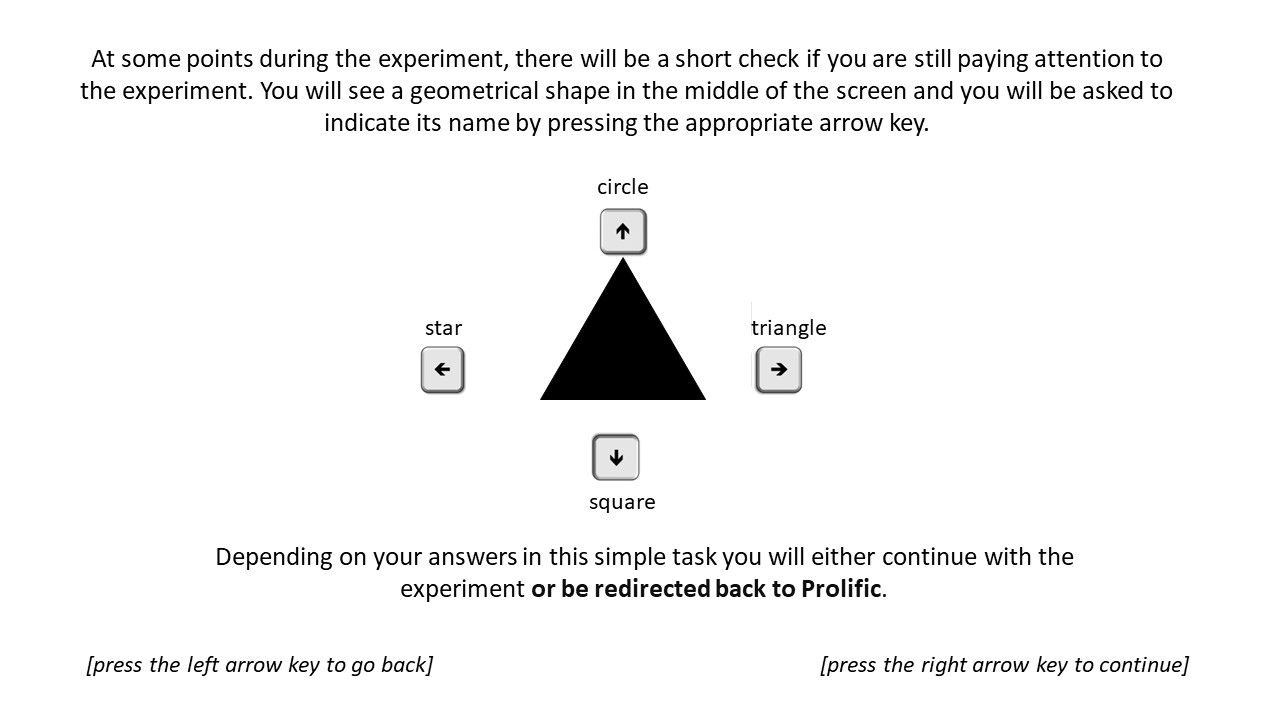 At some points during the experiment, there will be a short check if you are still paying attention to
the experiment. You will see a geometrical shape in the middle of the screen and you will be asked to
indicate its name by pressing the appropriate arrow key.
circle
star
triangle
square
Depending on your answers in this simple task you will either continue with the
experiment or be redirected back to Prolific.
[press the left arrow key to go back]
[press the right arrow key to continue]